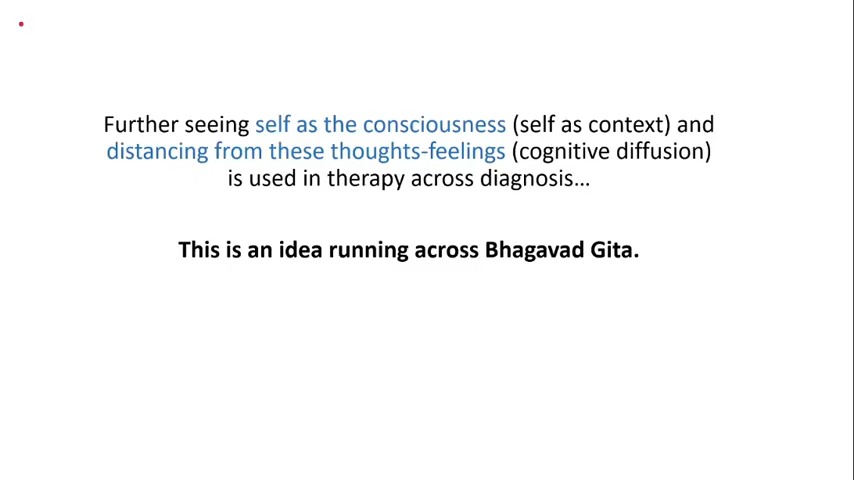 Further seeing self as the consciousness (self as context) and
distancing from these thoughts-feelings (cognitive diffusion)
is used in therapy across diagnosis…
This is an idea running across Bhagavad Gita.